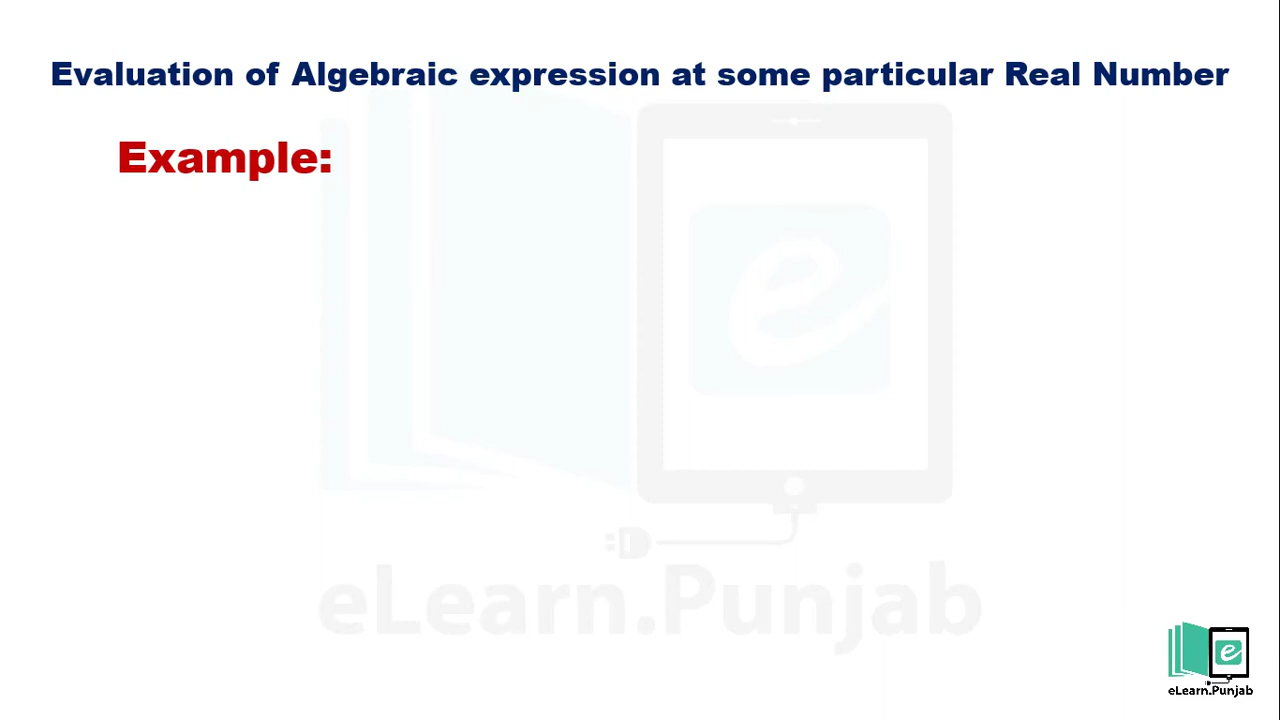 Evaluation of Algebraic expression at some particular Real Number
Example:
e
eLearn.Punjab
e
eLearn.Punjab